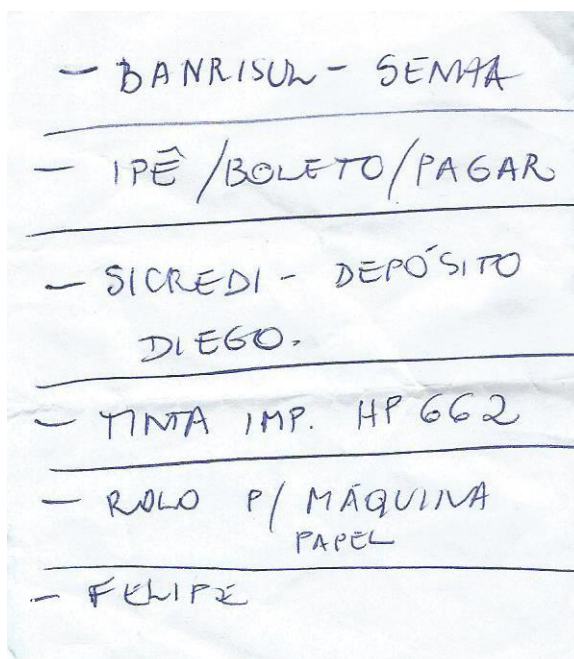 - BANRISUL - SENHA
- IPÊ /BOLETO/PAGAR
- SICREDI - DEPÓSITO
DIEGO.
- TINTA IMP. HP 662
- ROLO P/ MÁQUINA
PAPEL
- FELIPE